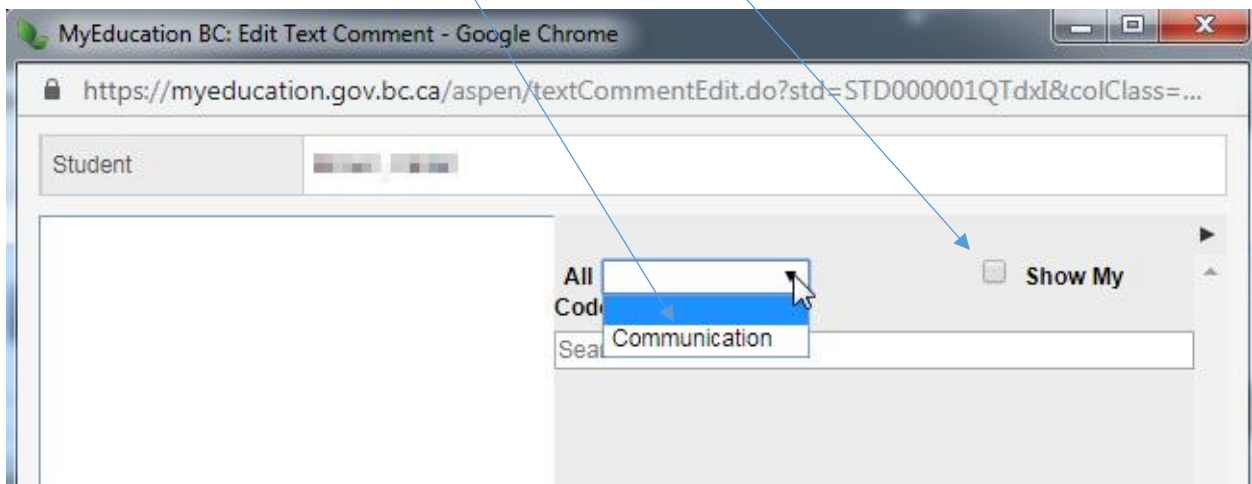 MyEducation BC: Edit Text Comment - Google Chrome
https://myeducation.gov.bc.ca/aspen/textCommentEdit.do?std=STD000001QTdxI&colClass=...
Student
All
Show My
Cod
Communication
Sea